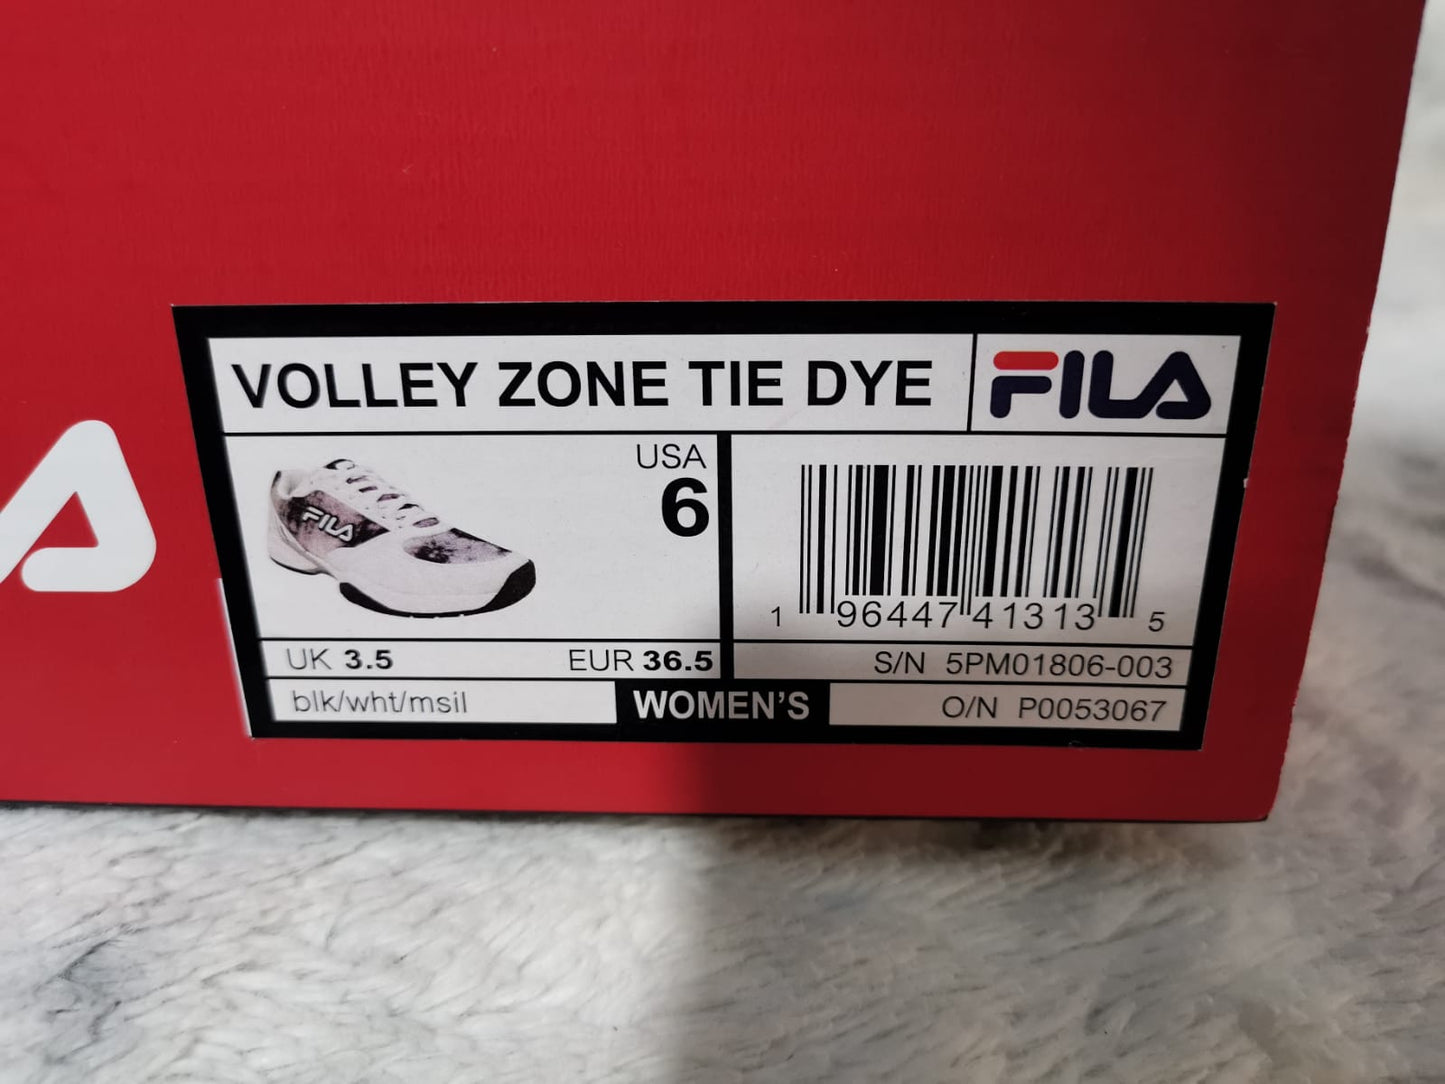 VOLLEY ZONE TIE DYE FILA
USA
6
FILA
1 96447 41313 5
UK 3.5 EUR 36.5 S/N 5PM01806-003
blk/wht/msil WOMEN'S O/N P0053067
A